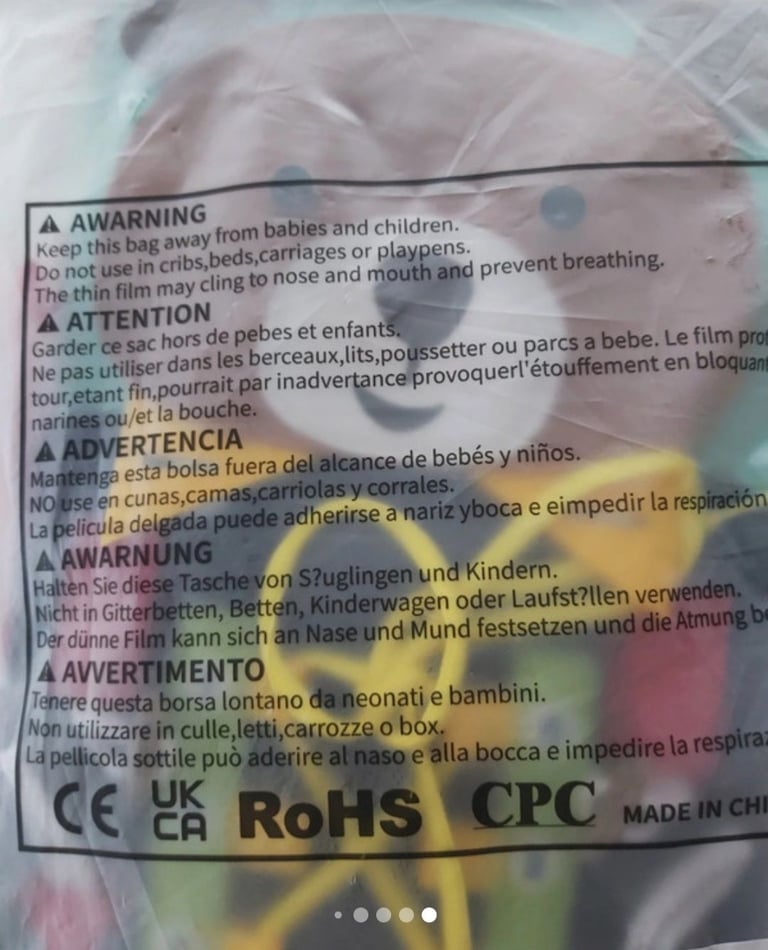 ⚠ AWARNING
Keep this bag away from babies and children.
Do not use in cribs,beds,carriages or playpens.
The thin film may cling to nose and mouth and prevent breathing.
⚠ ATTENTION
Garder ce sac hors de pebes et enfants.
Ne pas utiliser dans les berceaux,lits,poussetter ou parcs a bebe. Le film
tour,etant fin,pourrait par inadvertance provoquerl'étouffement en
narines ou/et la bouche.
⚠ ADVERTENCIA
Mantenga esta bolsa fuera del alcance de bebés y niños.
NO use en cunas,camas,carriolas y corrales.
La pelicula delgada puede adherirse a nariz yboca e eimpedir la respiración
⚠ AWARNUNG
Halten Sie diese Tasche von S?uglingen und Kindern.
Nicht in Gitterbetten, Betten, Kinderwagen oder Laufst?llen verwenden.
Der dünne Film kann sich an Nase und Mund festsetzen und die Atmung
⚠ AVVERTIMENTO
Tenere questa borsa lontano da neonati e bambini.
Non utilizzare in culle,letti,carrozze o box.
La pellicola sottile può aderire al naso e alla bocca e impedire la
CE UK CA RoHS CPC MADE IN